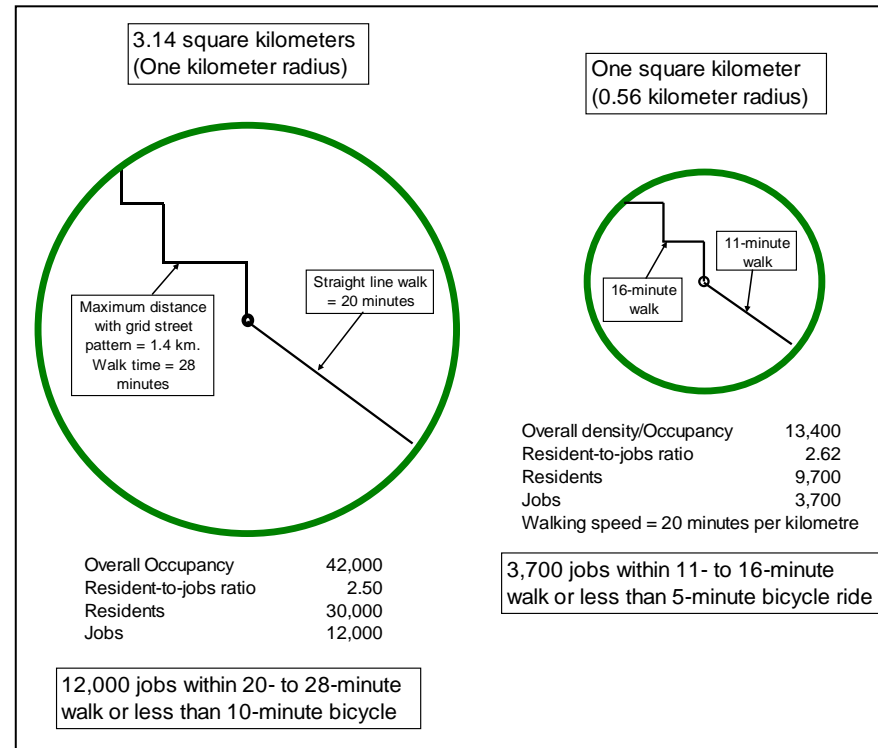 3.14 square kilometers
(One kilometer radius)
Maximum distance
with grid street
pattern = 1.4 km.
Walk time = 28
minutes
Straight line walk
= 20 minutes
Overall Occupancy 42,000
Resident-to-jobs ratio 2.50
Residents 30,000
Jobs 12,000
12,000 jobs within 20- to 28-minute
walk or less than 10-minute bicycle
One square kilometer
(0.56 kilometer radius)
11-minute
walk
16-minute
walk
Overall density/Occupancy 13,400
Resident-to-jobs ratio 2.62
Residents 9,700
Jobs 3,700
Walking speed = 20 minutes per kilometre
3,700 jobs within 11- to 16-minute
walk or less than 5-minute bicycle ride